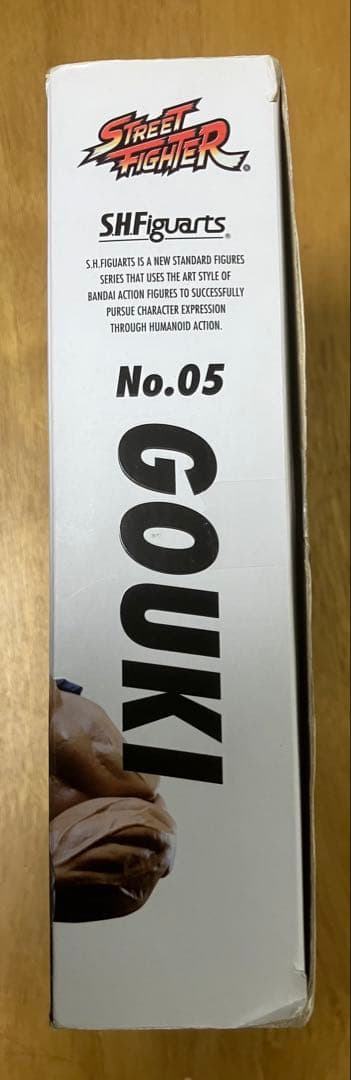 STREET
FIGHTER
S.H.Figuarts
S.H.FIGUARTS IS A NEW STANDARD FIGURES
SERIES THAT USES THE ART STYLE OF
BANDAI ACTION FIGURES TO SUCCESSFULLY
PURSUE CHARACTER EXPRESSION
THROUGH HUMANOID ACTION.
No.05
GOUKI